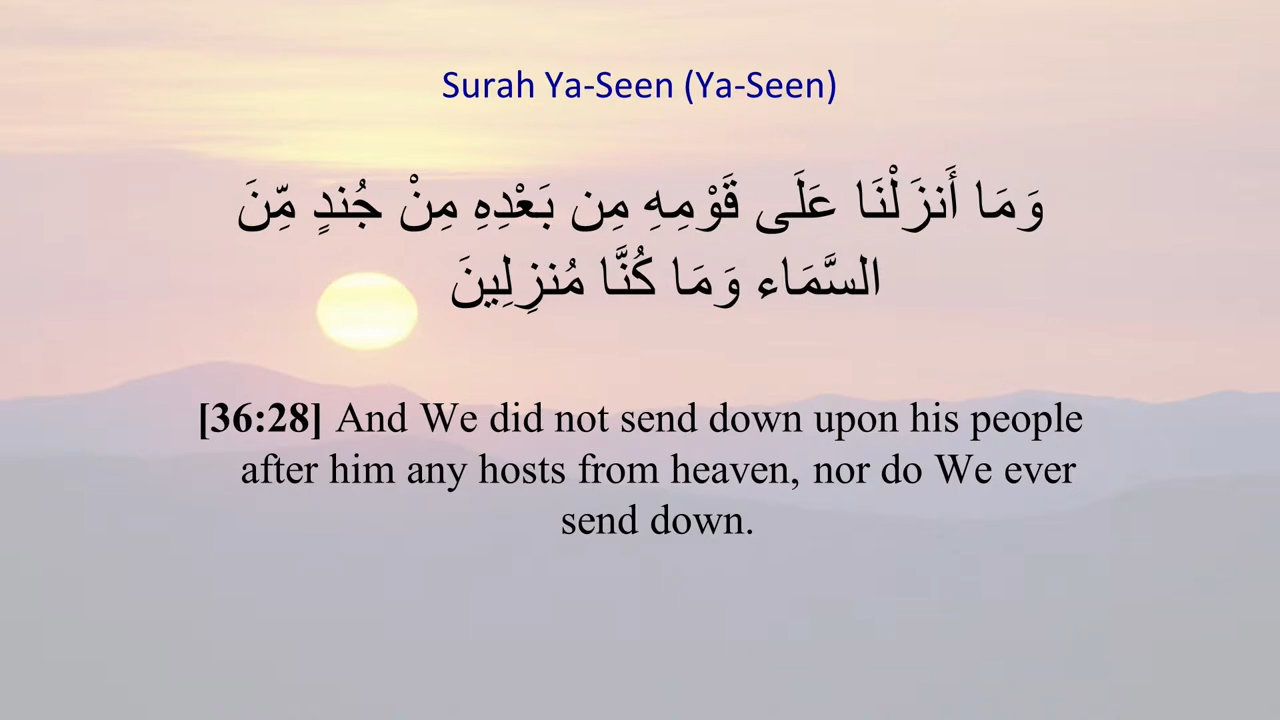 Surah Ya-Seen (Ya-Seen)
وَمَا أَنزَلْنَا عَلَى قَوْمِهِ مِن بَعْدِهِ مِنْ جُندٍ مِّنَ
السَّمَاء وَمَا كُنَّا مُنزِلِينَ
[36:28] And We did not send down upon his people
after him any hosts from heaven, nor do We ever
send down.